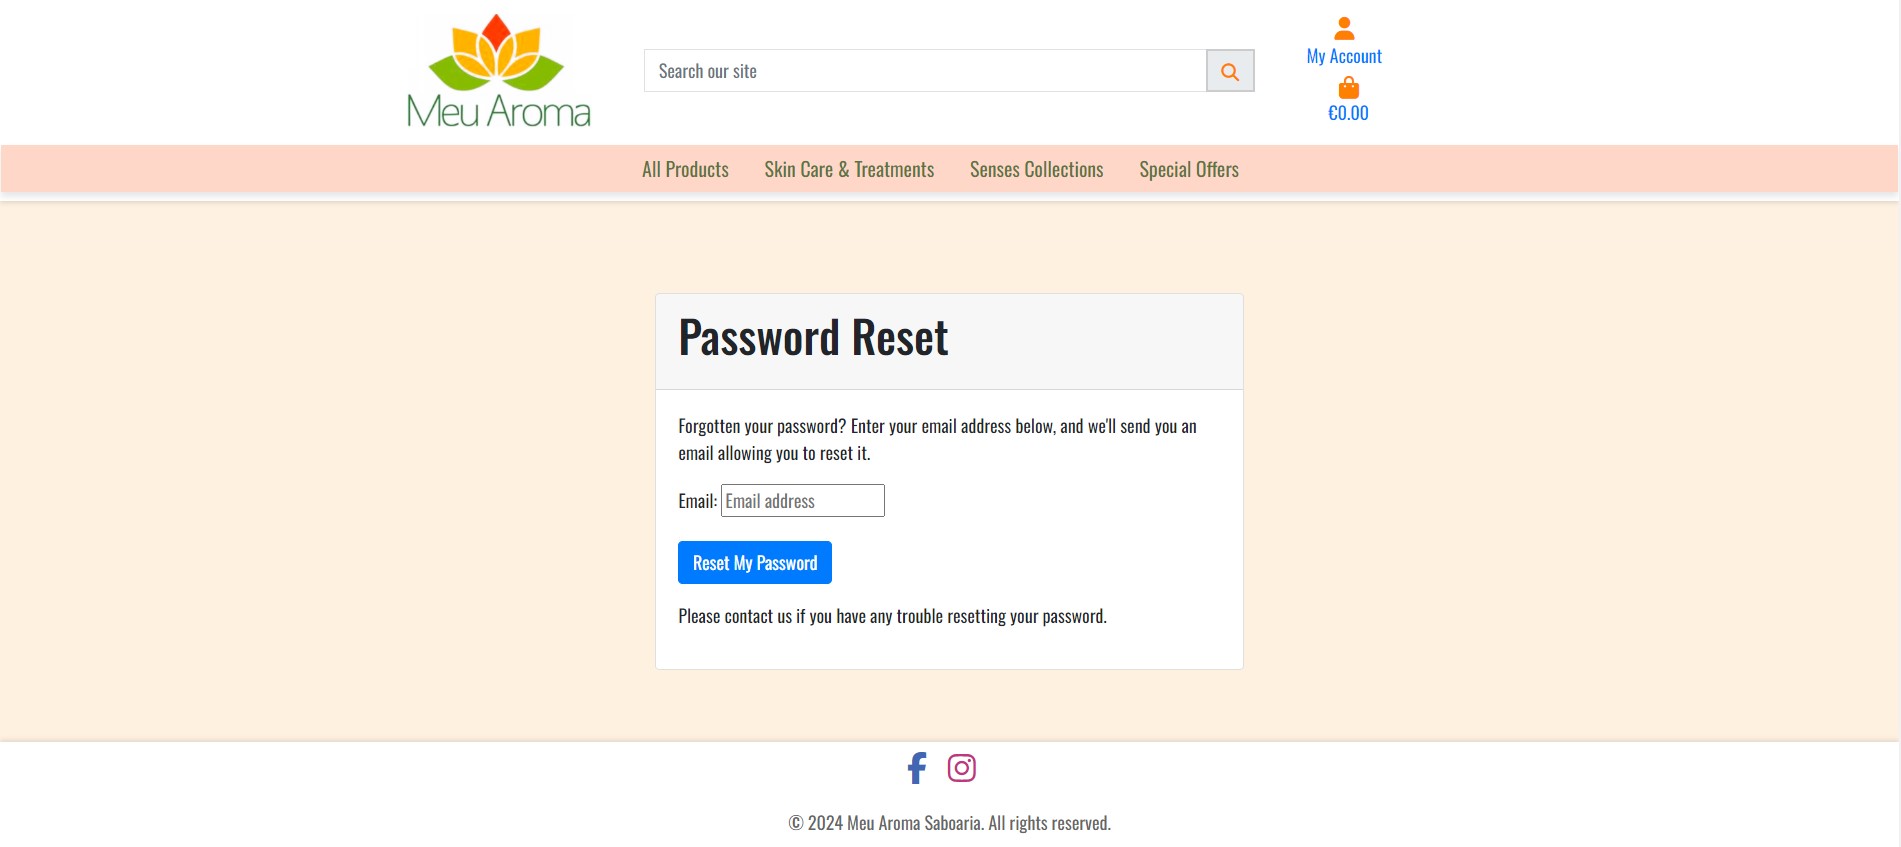 Meu Aroma
Search our site
My Account
€0.00
All Products
Skin Care & Treatments
Senses Collections
Special Offers
Password Reset
Forgotten your password? Enter your email address below, and we'll send you an
email allowing you to reset it.
Email: Email address
Reset My Password
Please contact us if you have any trouble resetting your password.
© 2024 Meu Aroma Saboaria. All rights reserved.